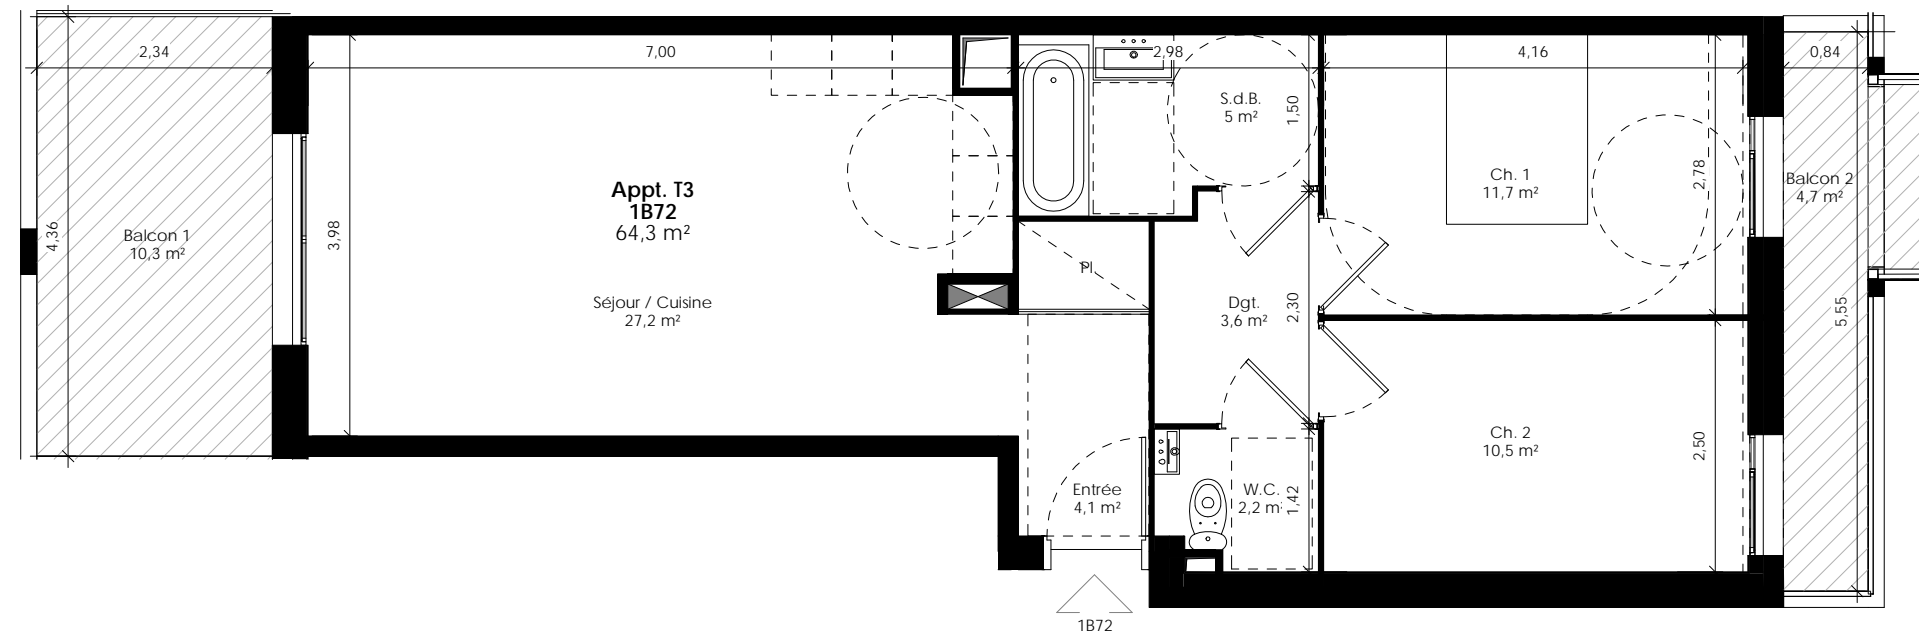 2,34
7,00
2,98
4,16
0,84
S.d.B.
5 m²
1,50
Ch. 1
11,7 m²
2,78
Balcon 2
4,7 m²
Appt. T3
1B72
64,3 m²
4,36
Balcon 1
10,3 m²
3,98
Pl.
Séjour / Cuisine
27,2 m²
Dgt.
3,6 m²
2,30
5,55
Ch. 2
10,5 m²
2,50
Entrée
4,1 m²
W.C.
2,2 m²
1,42
1B72